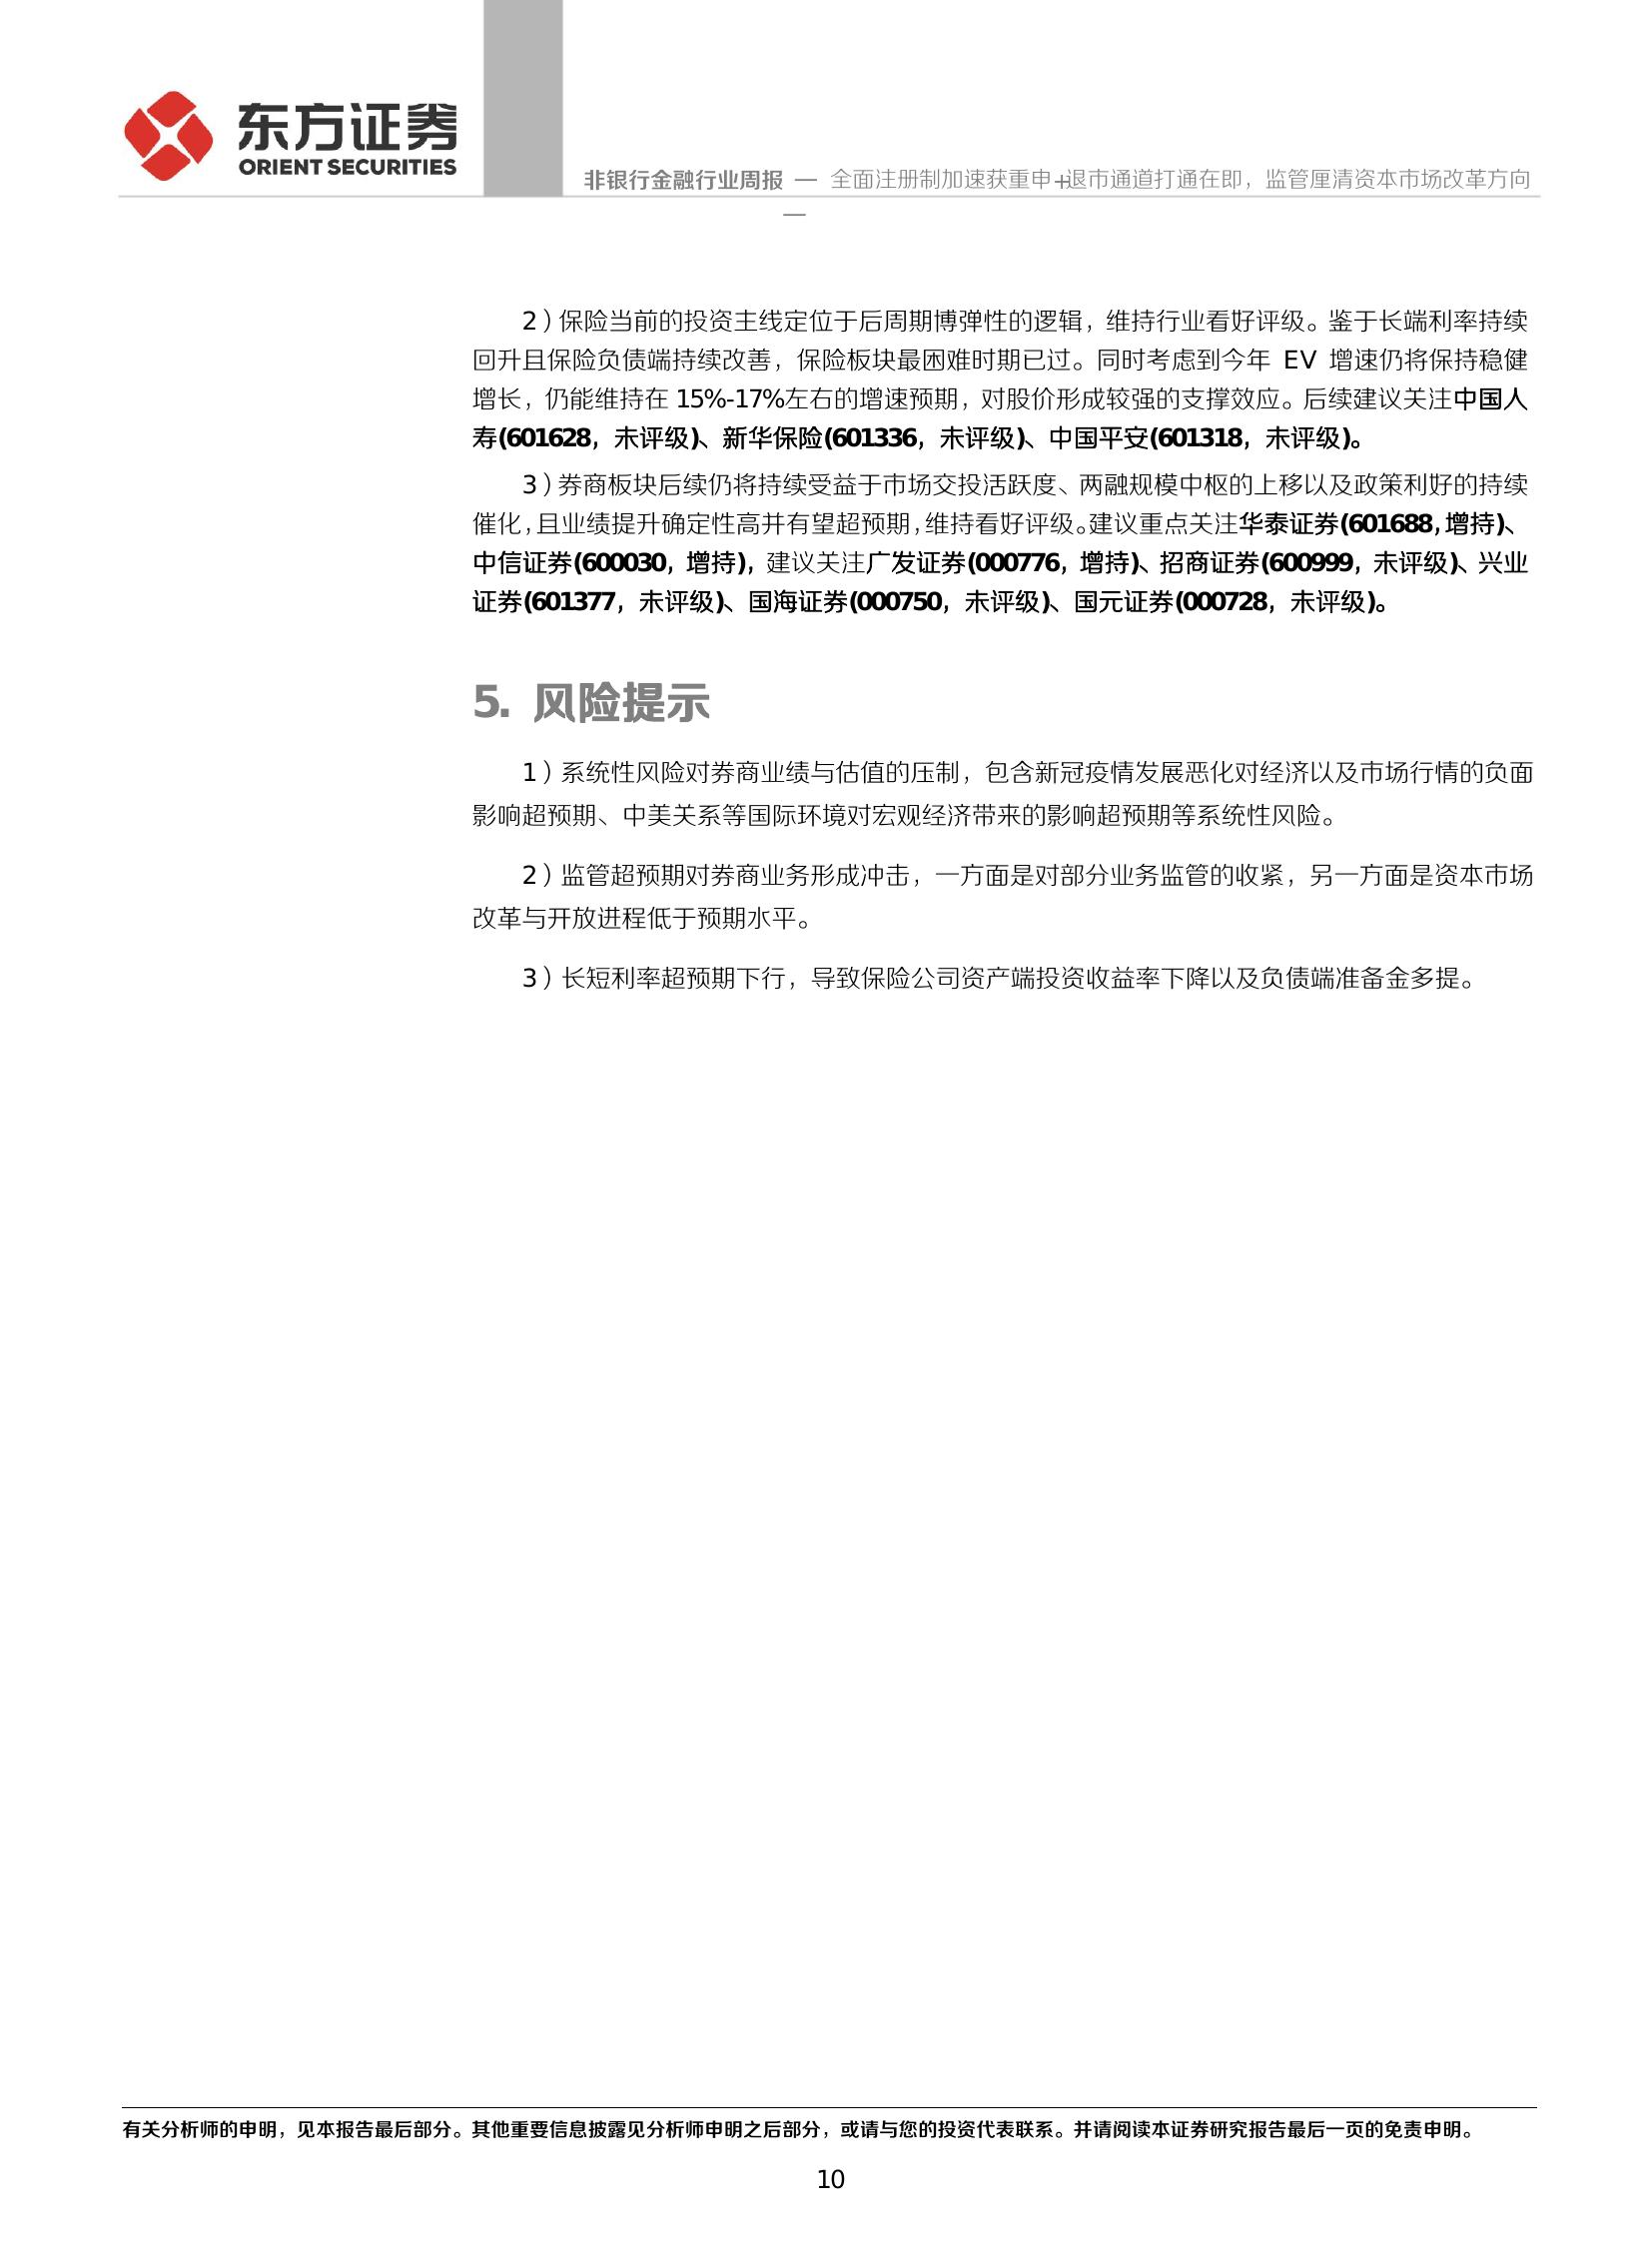 东方证券
ORIENT SECURITIES
非银行金融行业周报 — 全面注册制加速获重申+退市通道打通在即，监管厘清资本市场改革方向
—
2）保险当前的投资主线定位于后周期博弹性的逻辑，维持行业看好评级。鉴于长端利率持续
回升且保险负债端持续改善，保险板块最困难时期已过。同时考虑到今年 EV 增速仍将保持稳健
增长，仍能维持在 15%-17%左右的增速预期，对股价形成较强的支撑效应。后续建议关注中国人
寿(601628，未评级)、新华保险(601336，未评级)、中国平安(601318，未评级)。
3）券商板块后续仍将持续受益于市场交投活跃度、两融规模中枢的上移以及政策利好的持续
催化，且业绩提升确定性高并有望超预期，维持看好评级。建议重点关注华泰证券(601688，增持)、
中信证券(600030，增持)，建议关注广发证券(000776，增持)、招商证券(600999，未评级)、兴业
证券(601377，未评级)、国海证券(000750，未评级)、国元证券(000728，未评级)。
5. 风险提示
1）系统性风险对券商业绩与估值的压制，包含新冠疫情发展恶化对经济以及市场行情的负面
影响超预期、中美关系等国际环境对宏观经济带来的影响超预期等系统性风险。
2）监管超预期对券商业务形成冲击，一方面是对部分业务监管的收紧，另一方面是资本市场
改革与开放进程低于预期水平。
3）长短利率超预期下行，导致保险公司资产端投资收益率下降以及负债端准备金多提。
有关分析师的申明，见本报告最后部分。其他重要信息披露见分析师申明之后部分，或请与您的投资代表联系。并请阅读本证券研究报告最后一页的免责申明。
10